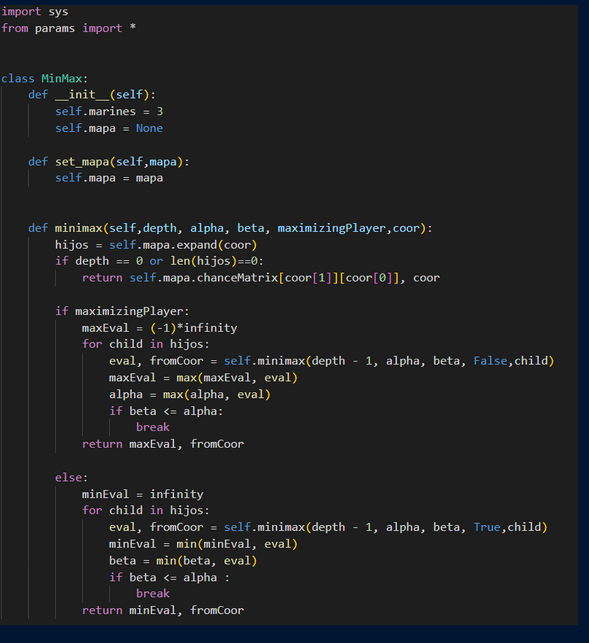 import sys
from params import *
class MinMax:
    def __init__(self):
        self.marines = 3
        self.mapa = None
    def set_mapa(self,mapa):
        self.mapa = mapa
    def minimax(self,depth, alpha, beta, maximizingPlayer,coor):
        hijos = self.mapa.expand(coor)
        if depth == 0 or len(hijos)==0:
            return self.mapa.chanceMatrix[coor[1]][coor[0]], coor
        if maximizingPlayer:
            maxEval = (-1)*infinity
            for child in hijos:
                eval, fromCoor = self.minimax(depth - 1, alpha, beta, False,child)
                maxEval = max(maxEval, eval)
                alpha = max(alpha, eval)
                if beta <= alpha:
                    break
            return maxEval, fromCoor
        else:
            minEval = infinity
            for child in hijos:
                eval, fromCoor = self.minimax(depth - 1, alpha, beta, True,child)
                minEval = min(minEval, eval)
                beta = min(beta, eval)
                if beta <= alpha :
                    break
            return minEval, fromCoor